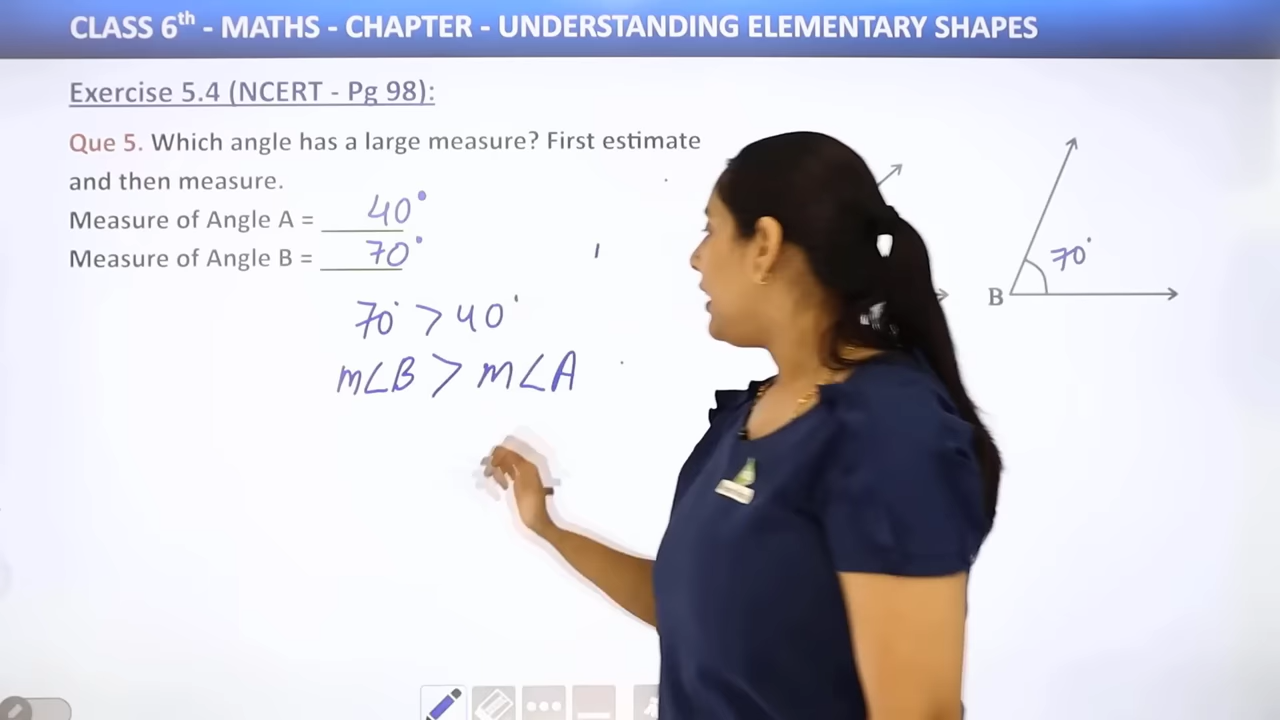 CLASS 6th - MATHS - CHAPTER - UNDERSTANDING ELEMENTARY SHAPES
Exercise 5.4 (NCERT - Pg 98):
Que 5. Which angle has a large measure? First estimate
and then measure.
Measure of Angle A = 40°
Measure of Angle B = 70°
70° > 40°
m∠B > m∠A
70°
B